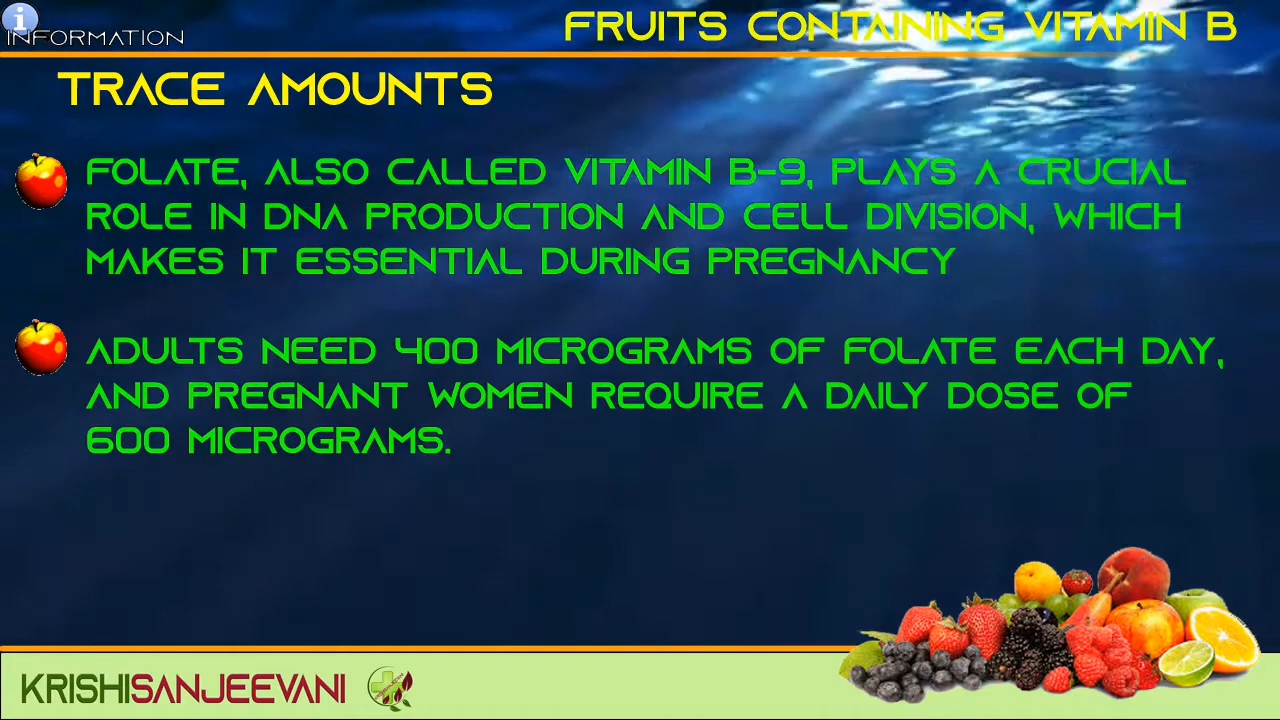 i
INFORMATION
FRUITS CONTAINING VITAMIN B
TRACE AMOUNTS
FOLATE, ALSO CALLED VITAMIN B-9, PLAYS A CRUCIAL
ROLE IN DNA PRODUCTION AND CELL DIVISION, WHICH
MAKES IT ESSENTIAL DURING PREGNANCY
ADULTS NEED 400 MICROGRAMS OF FOLATE EACH DAY,
AND PREGNANT WOMEN REQUIRE A DAILY DOSE OF
600 MICROGRAMS.
KRISHISANJEEVANI